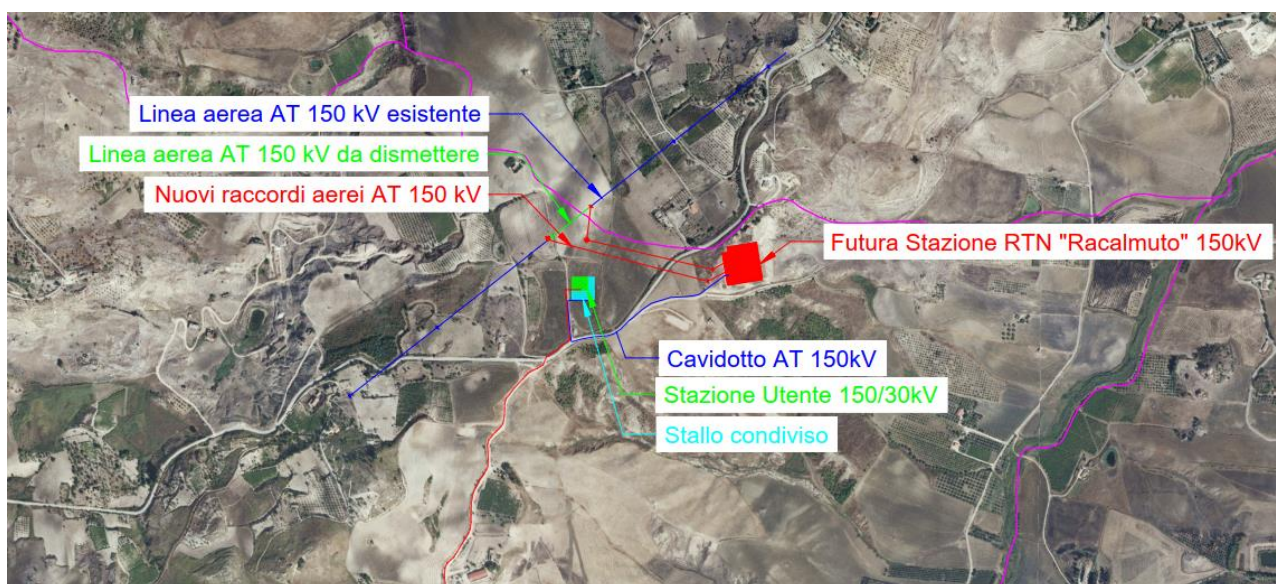 Linea aerea AT 150 kV esistente
Linea aerea AT 150 kV da dismettere
Nuovi raccordi aerei AT 150 kV
Futura Stazione RTN "Racalmuto" 150kV
Cavidotto AT 150kV
Stazione Utente 150/30kV
Stallo condiviso